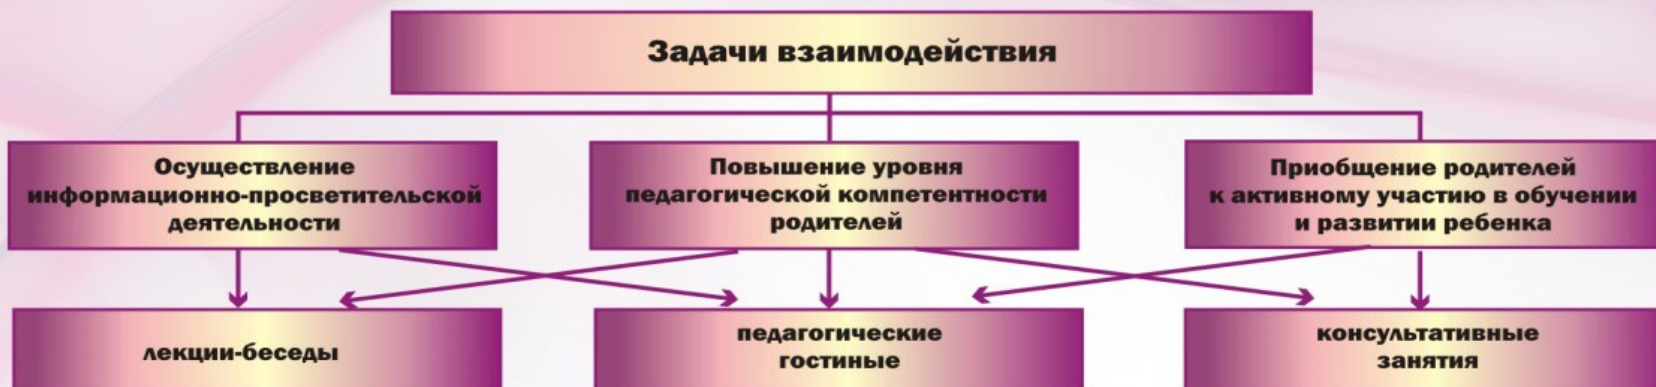 Задачи взаимодействия
Осуществление
информационно-просветительской
деятельности
Повышение уровня
педагогической компетентности
родителей
Приобщение родителей
к активному участию в обучении
и развитии ребенка
лекции-беседы
педагогические
гостиные
консультативные
занятия